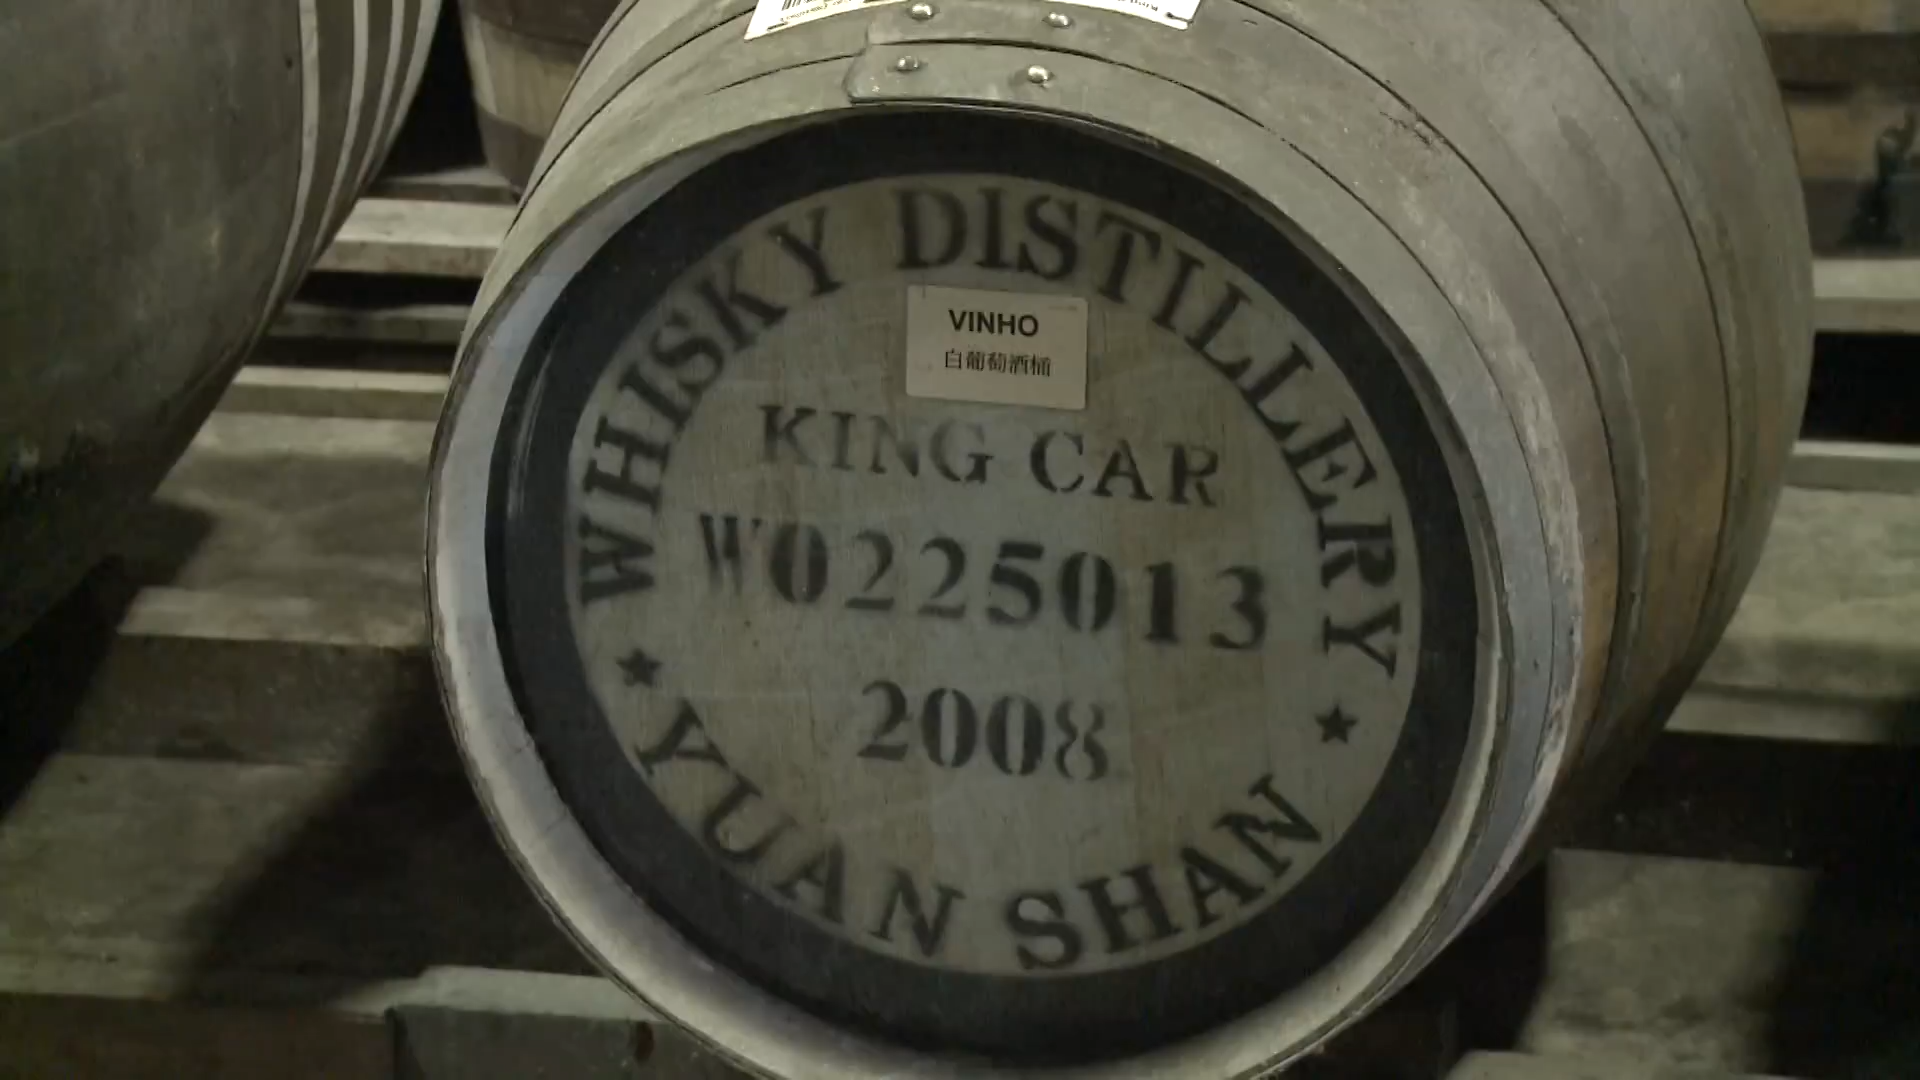 WHISKY DISTILLERY
VINHO
白葡萄酒桶
KING CAR
W0225013
2008
★ YUAN SHAN ★